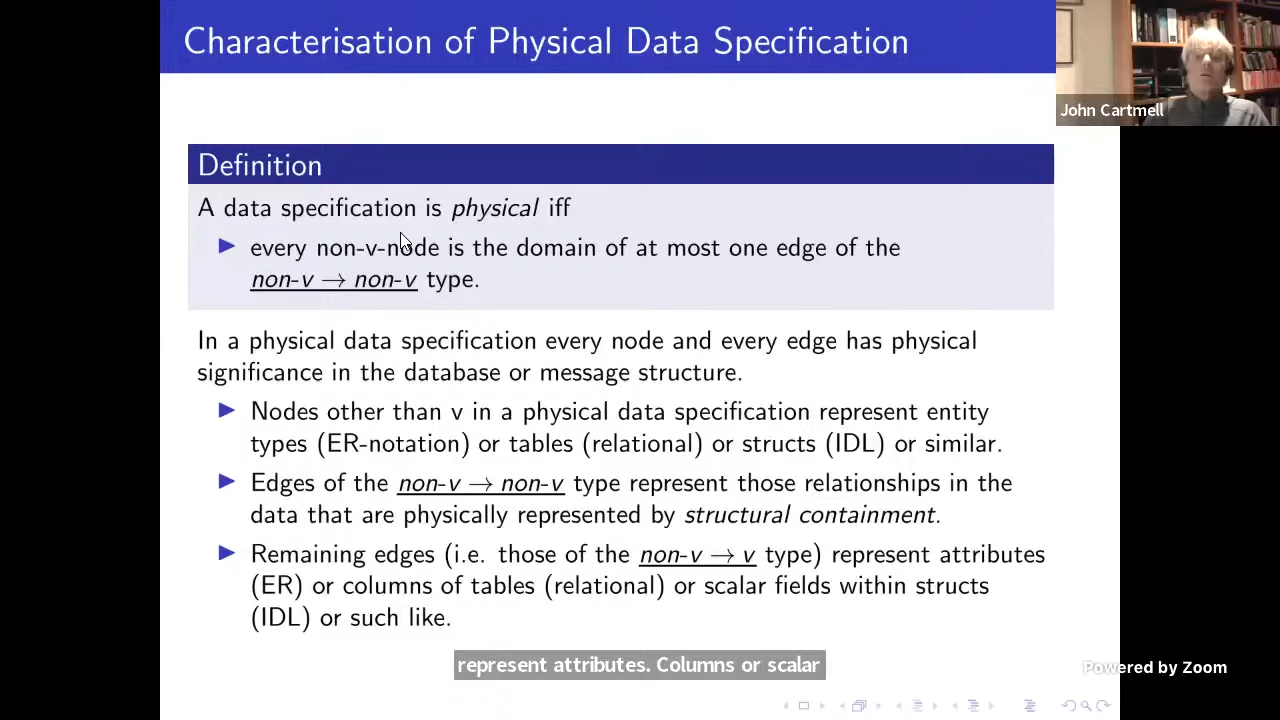 Characterisation of Physical Data Specification
John Cartmell
Definition
A data specification is physical iff
every non-v-node is the domain of at most one edge of the
non-v → non-v type.
In a physical data specification every node and every edge has physical
significance in the database or message structure.
Nodes other than v in a physical data specification represent entity
types (ER-notation) or tables (relational) or structs (IDL) or similar.
Edges of the non-v → non-v type represent those relationships in the
data that are physically represented by structural containment.
Remaining edges (i.e. those of the non-v → v type) represent attributes
(ER) or columns of tables (relational) or scalar fields within structs
(IDL) or such like.
represent attributes. Columns or scalar
Powered by Zoom